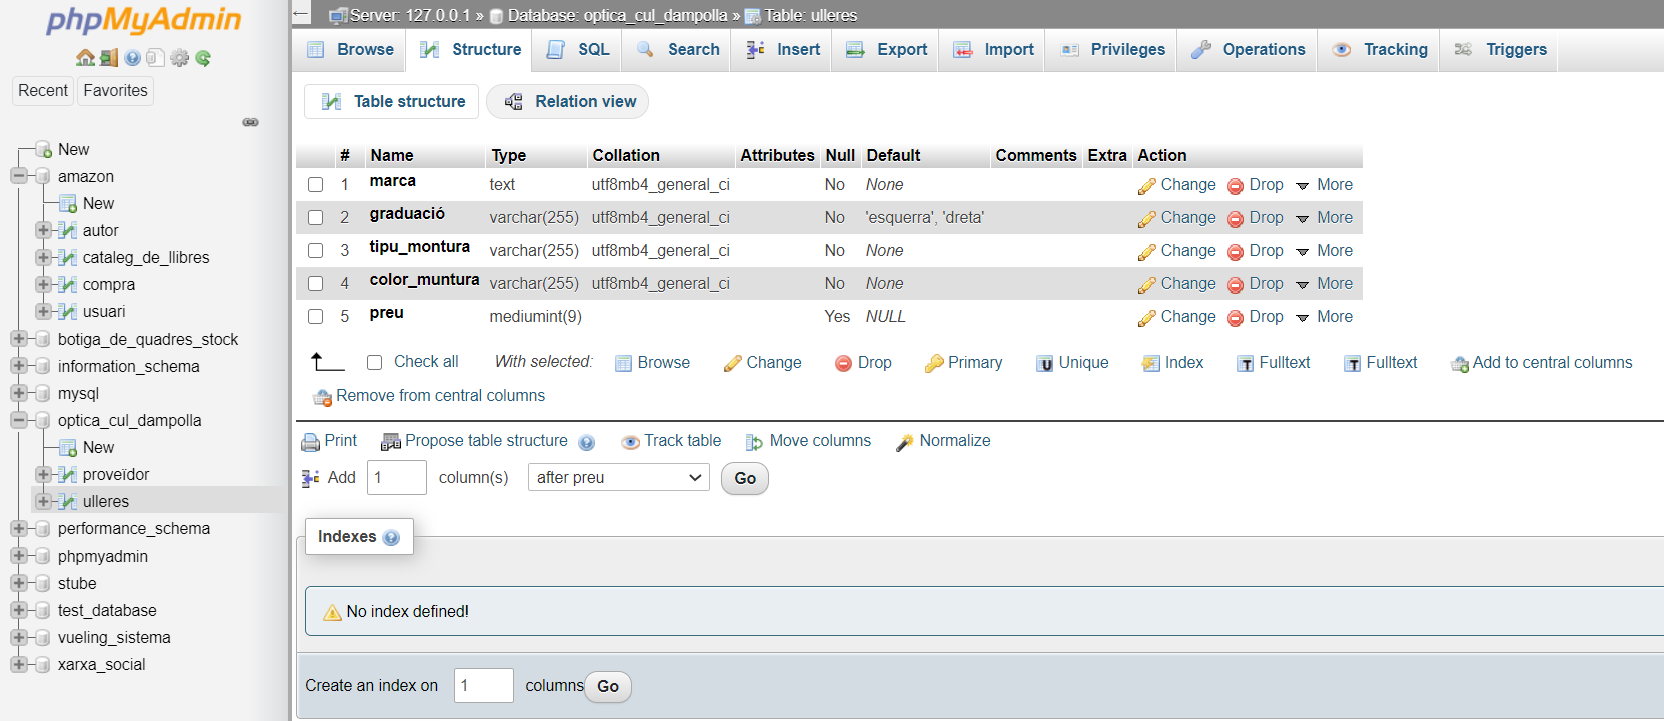 phpMyAdmin
Recent Favorites
New
amazon
New
autor
cataleg_de_llibres
compra
usuari
botiga_de_quadres_stock
information_schema
mysql
optica_cul_dampolla
New
proveïdor
ulleres
performance_schema
phpmyadmin
stube
test_database
vueling_sistema
xarxa_social
Server: 127.0.0.1 » Database: optica_cul_dampolla » Table: ulleres
Browse Structure SQL Search Insert Export Import Privileges Operations Tracking Triggers
Table structure Relation view
# Name Type Collation Attributes Null Default Comments Extra Action
1 marca text utf8mb4_general_ci No None Change Drop More
2 graduació varchar(255) utf8mb4_general_ci No 'esquerra', 'dreta' Change Drop More
3 tipu_montura varchar(255) utf8mb4_general_ci No None Change Drop More
4 color_muntura varchar(255) utf8mb4_general_ci No None Change Drop More
5 preu mediumint(9) Yes NULL Change Drop More
Check all With selected: Browse Change Drop Primary Unique Index Fulltext Fulltext Add to central columns
Remove from central columns
Print Propose table structure Track table Move columns Normalize
Add 1 column(s) after preu Go
Indexes
No index defined!
Create an index on 1 columns Go